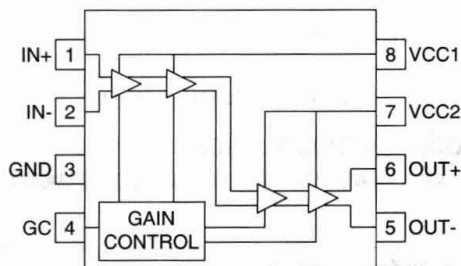 IN+ 1
8 VCC1
IN- 2
7 VCC2
GND 3
6 OUT+
GC 4
GAIN
CONTROL
5 OUT-